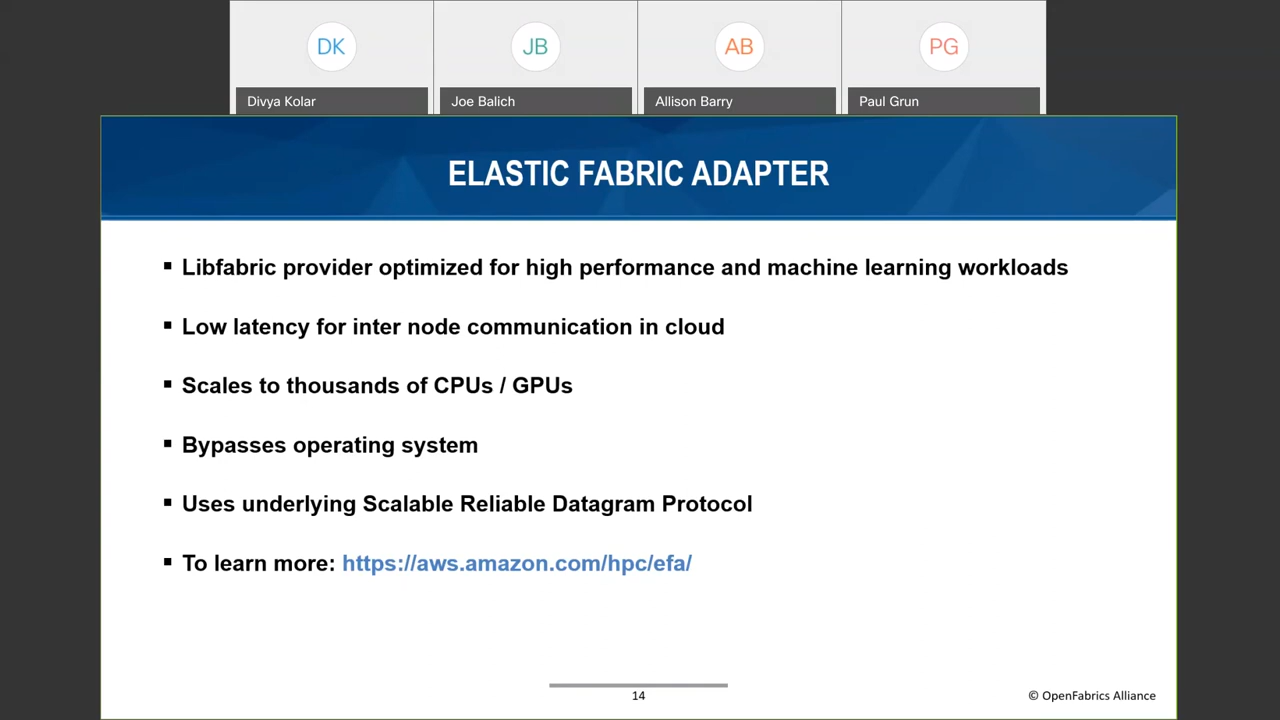 DK
JB
AB
PG
Divya Kolar
Joe Balich
Allison Barry
Paul Grun
ELASTIC FABRIC ADAPTER
▪ Libfabric provider optimized for high performance and machine learning workloads
▪ Low latency for inter node communication in cloud
▪ Scales to thousands of CPUs / GPUs
▪ Bypasses operating system
▪ Uses underlying Scalable Reliable Datagram Protocol
▪ To learn more: https://aws.amazon.com/hpc/efa/
14
© OpenFabrics Alliance